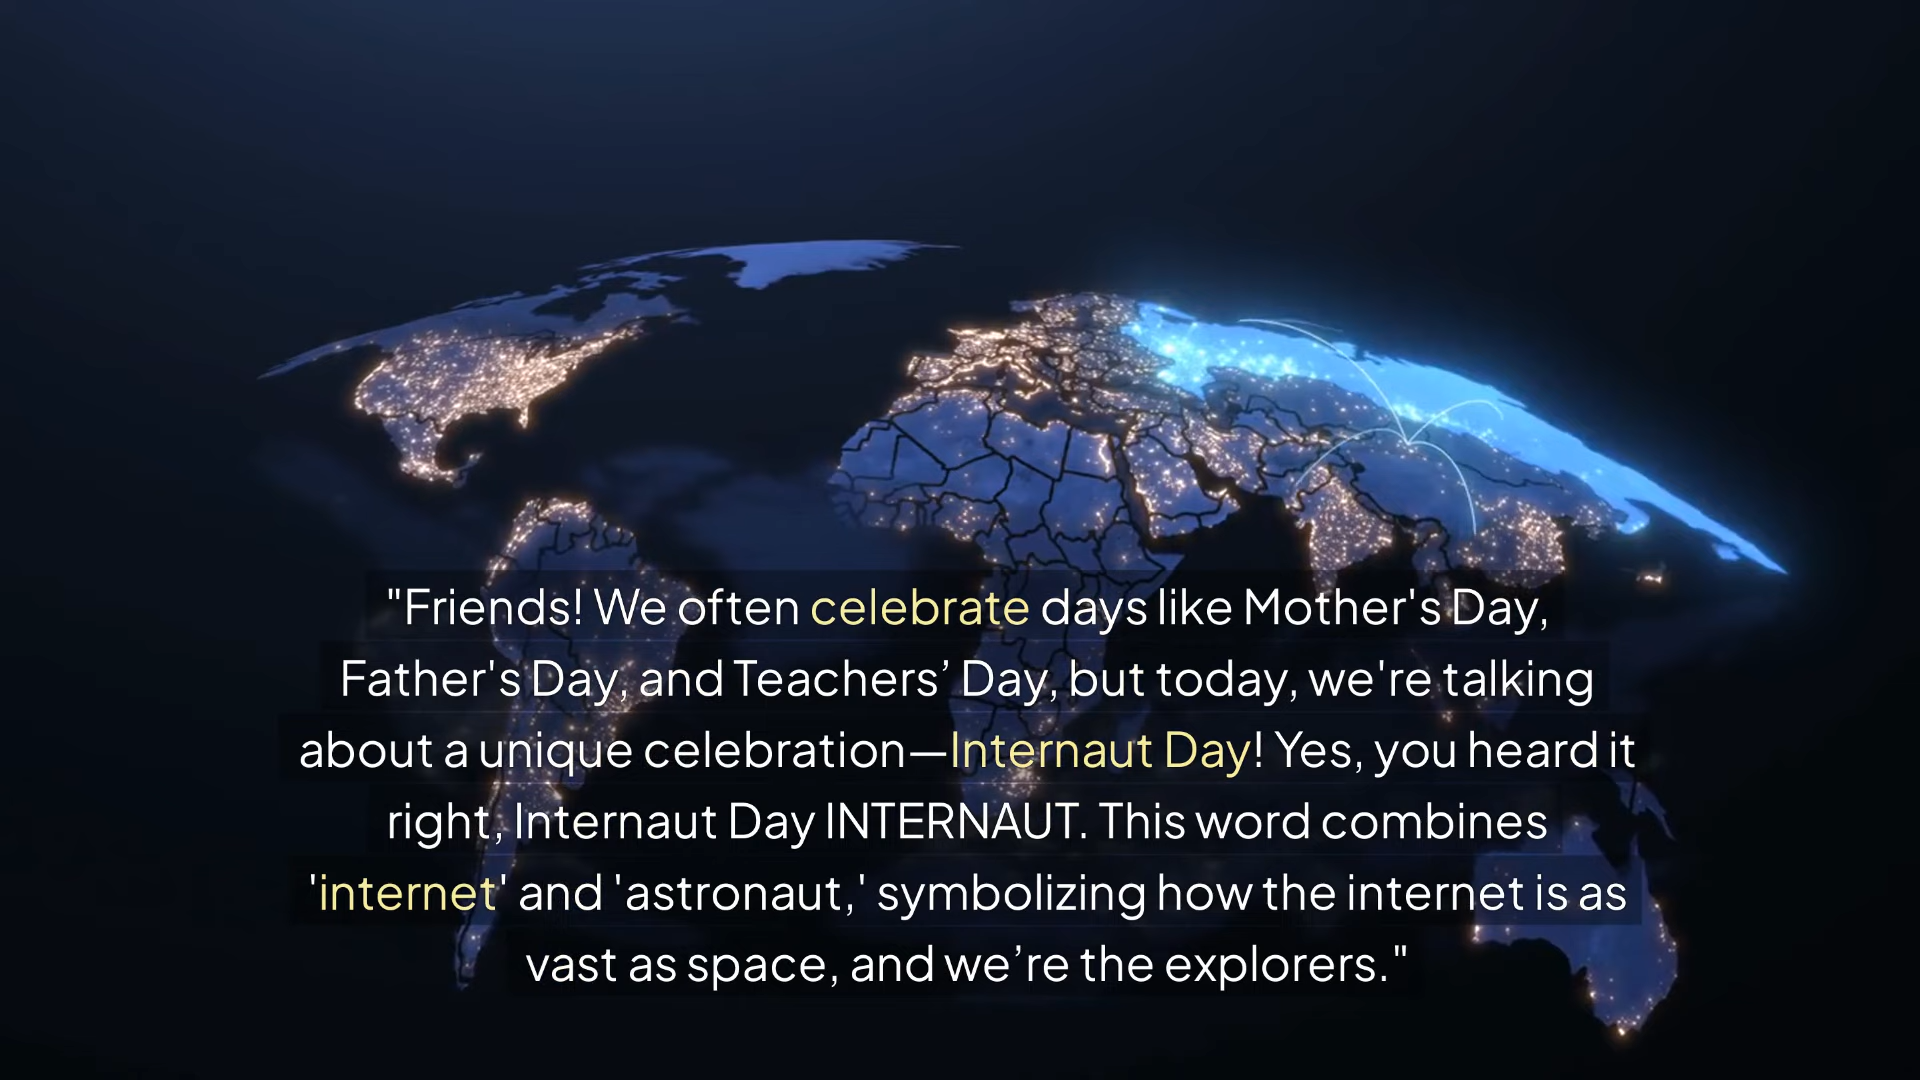 "Friends! We often celebrate days like Mother's Day,
Father's Day, and Teachers’ Day, but today, we're talking
about a unique celebration—Internaut Day! Yes, you heard it
right, Internaut Day INTERNAUT. This word combines
'internet' and 'astronaut,' symbolizing how the internet is as
vast as space, and we’re the explorers."